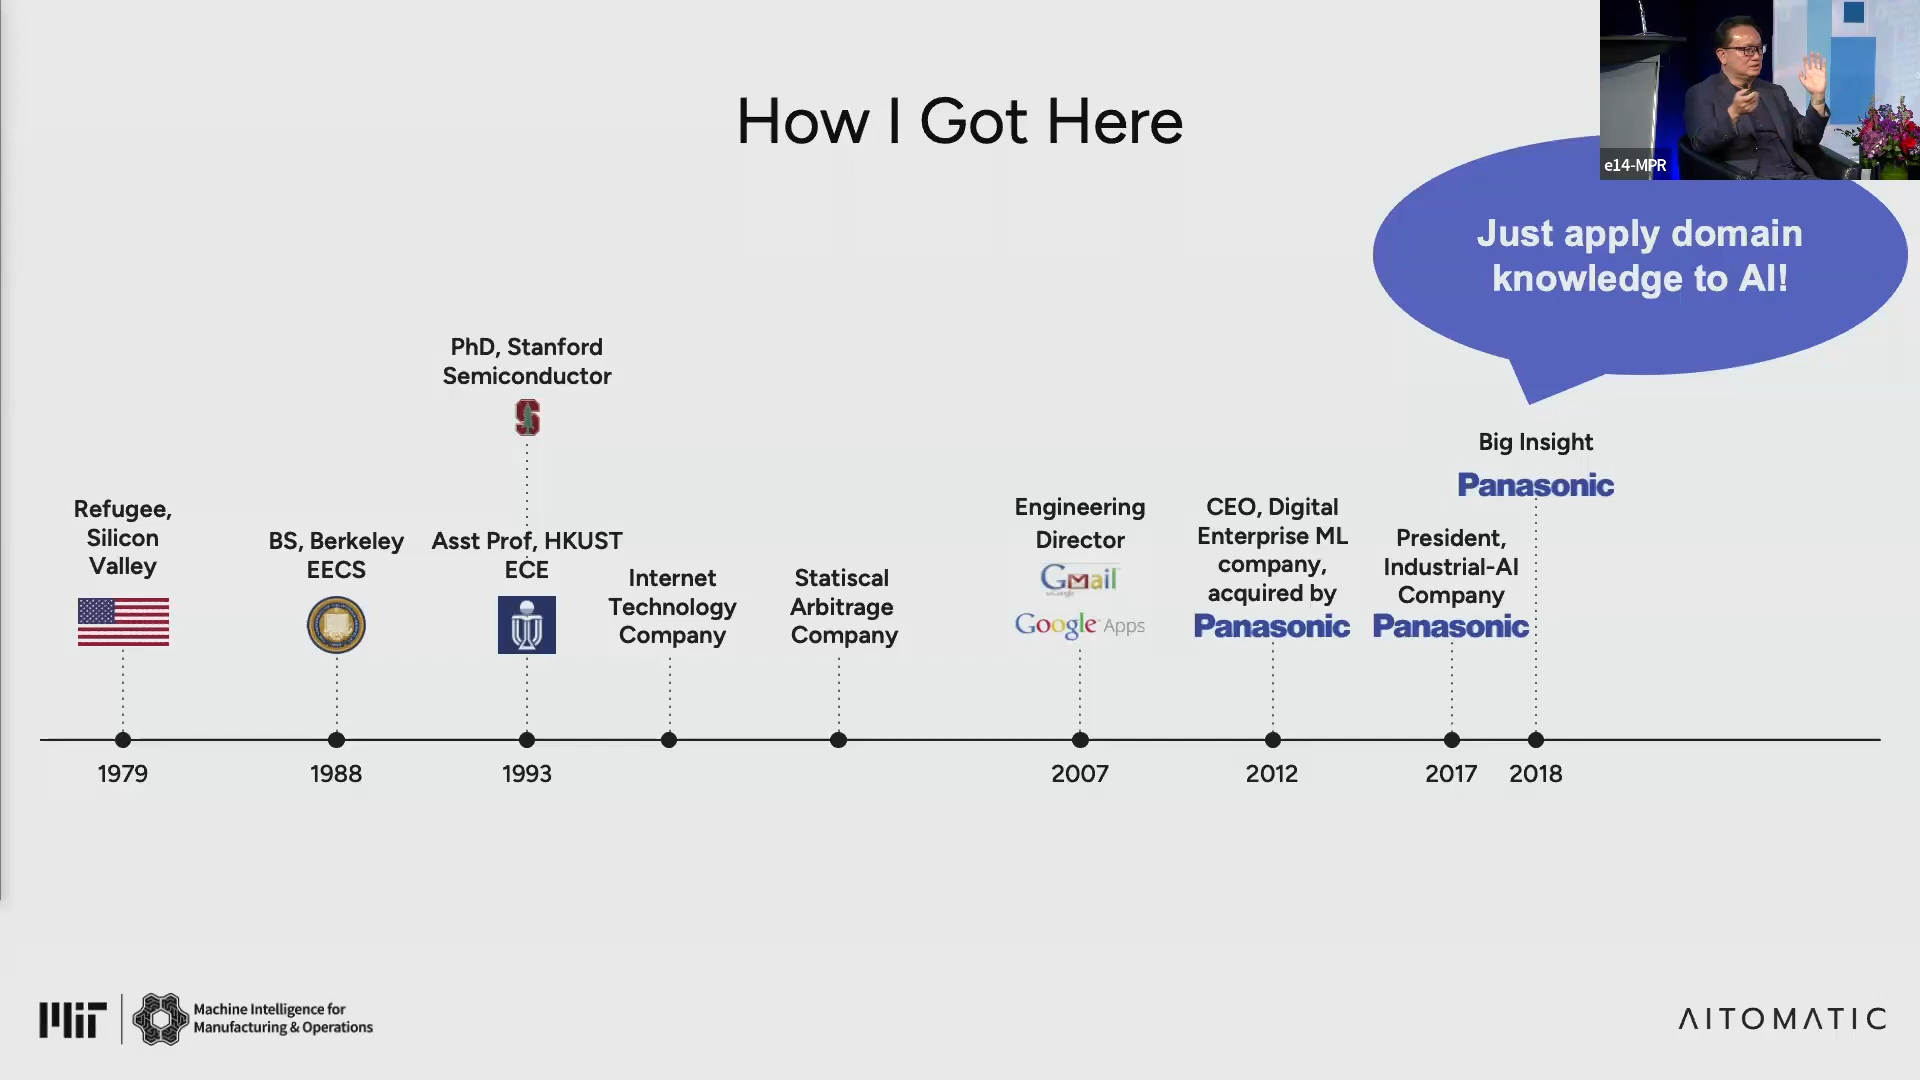 How I Got Here
e14-MPR
Just apply domain
knowledge to AI!
Refugee,
Silicon
Valley
1979
BS, Berkeley
EECS
1988
PhD, Stanford
Semiconductor
S
Asst Prof, HKUST
ECE
1993
Internet
Technology
Company
Statiscal
Arbitrage
Company
Engineering
Director
Gmail
Google Apps
2007
CEO, Digital
Enterprise ML
company,
acquired by
Panasonic
2012
President,
Industrial-AI
Company
Panasonic
2017
Big Insight
Panasonic
2018
MIT
Machine Intelligence for
Manufacturing & Operations
AITOMATIC